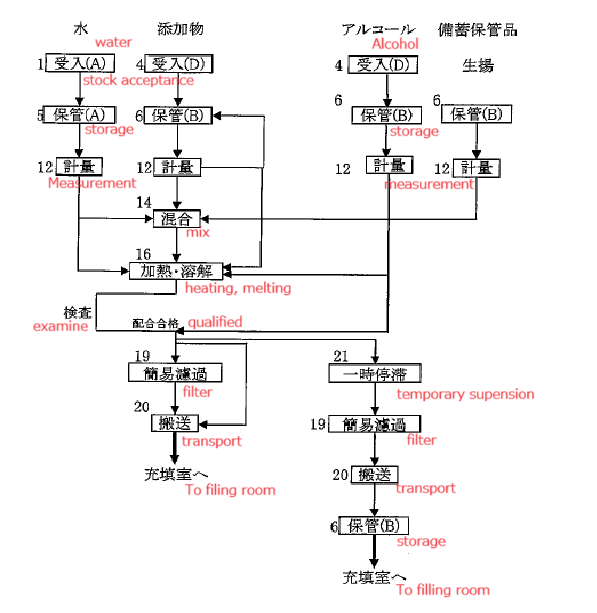 水 添加物 アルコール 備蓄保管品
water Alcohol
生揚
1 受入(A) 4 受入(D) 4 受入(D)
stock acceptance
6 6
5 保管(A) 6 保管(B) 保管(B) 保管(B)
storage storage
12 計量 12 計量 12 計量 12 計量
Measurement measurement
14
混合
mix
16
加熱・溶解
heating, melting
検査
examine 配合合格 qualified
19 21
簡易濾過 一時停滞
filter temporary supension
20
搬送 19 簡易濾過
transport filter
充填室へ 20 搬送
To filing room transport
6 保管(B)
storage
充填室へ
To filling room